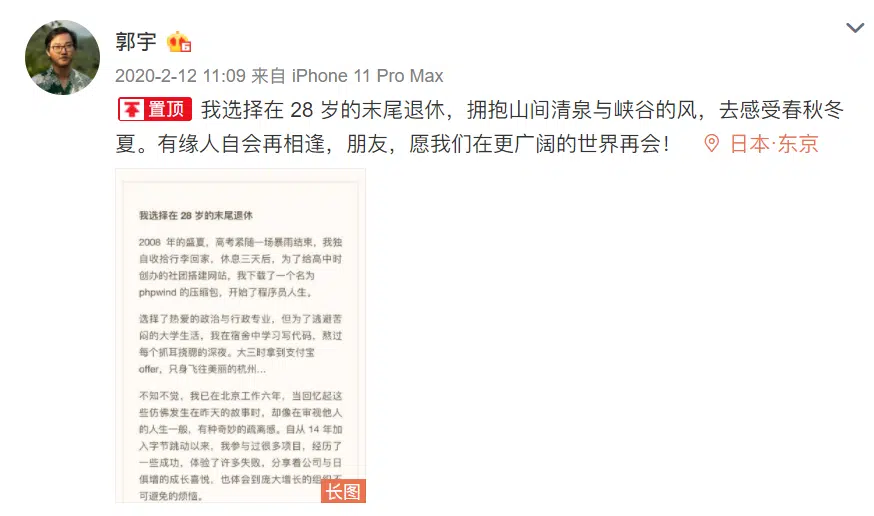 郭宇
2020-2-12 11:09 来自 iPhone 11 Pro Max
置顶 我选择在 28 岁的末尾退休，拥抱山间清泉与峡谷的风，去感受春秋冬
夏。有缘人自会再相逢，朋友，愿我们在更广阔的世界再会！ 日本·东京
我选择在 28 岁的末尾退休
2008 年的盛夏，高考紧随一场暴雨结束，我独
自收拾行李回家，休息三天后，为了给高中时
创办的社团搭建网站，我下载了一个名为
phpwind 的压缩包，开始了程序员人生。
选择了热爱的政治与行政专业，但为了逃避苦
闷的大学生活，我在宿舍中学习写代码，熬过
每个抓耳挠腮的深夜。大三时拿到支付宝
offer，只身飞往美丽的杭州...
不知不觉，我已在北京工作六年，当回忆起这
些仿佛发生在昨天的故事时，却像在审视他人
的人生一般，有种奇妙的疏离感。自从 14 年加
入字节跳动以来，我参与过很多项目，经历了
一些成功，体验了许多失败，分享着公司与日
俱增的成长喜悦，也体会到庞大增长的组织不
可避免的烦恼。
长图